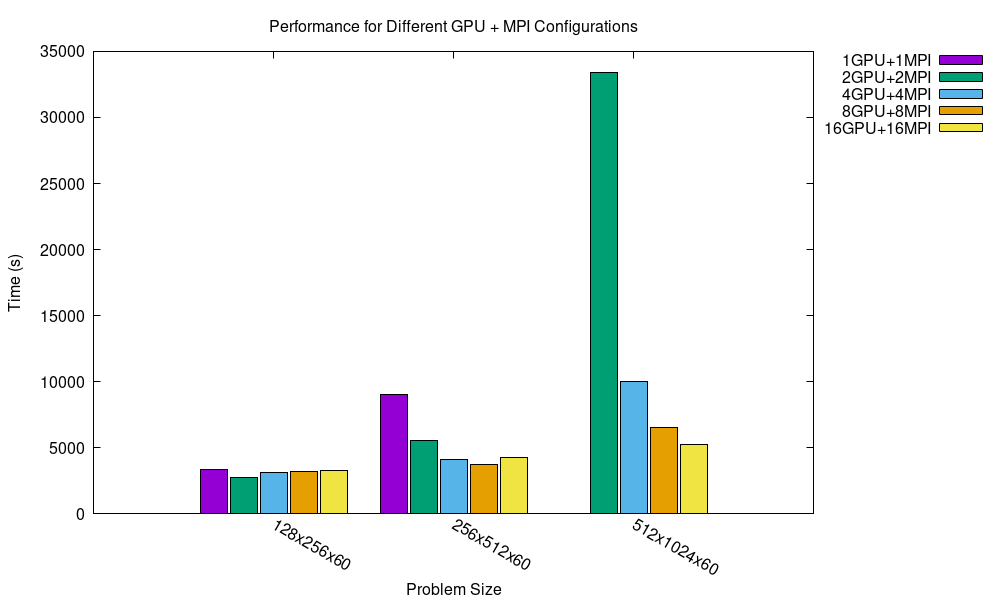 Performance for Different GPU + MPI Configurations
35000
30000
25000
20000
15000
10000
5000
0
Time (s)
128x256x60
256x512x60
512x1024x60
Problem Size
1GPU+1MPI
2GPU+2MPI
4GPU+4MPI
8GPU+8MPI
16GPU+16MPI